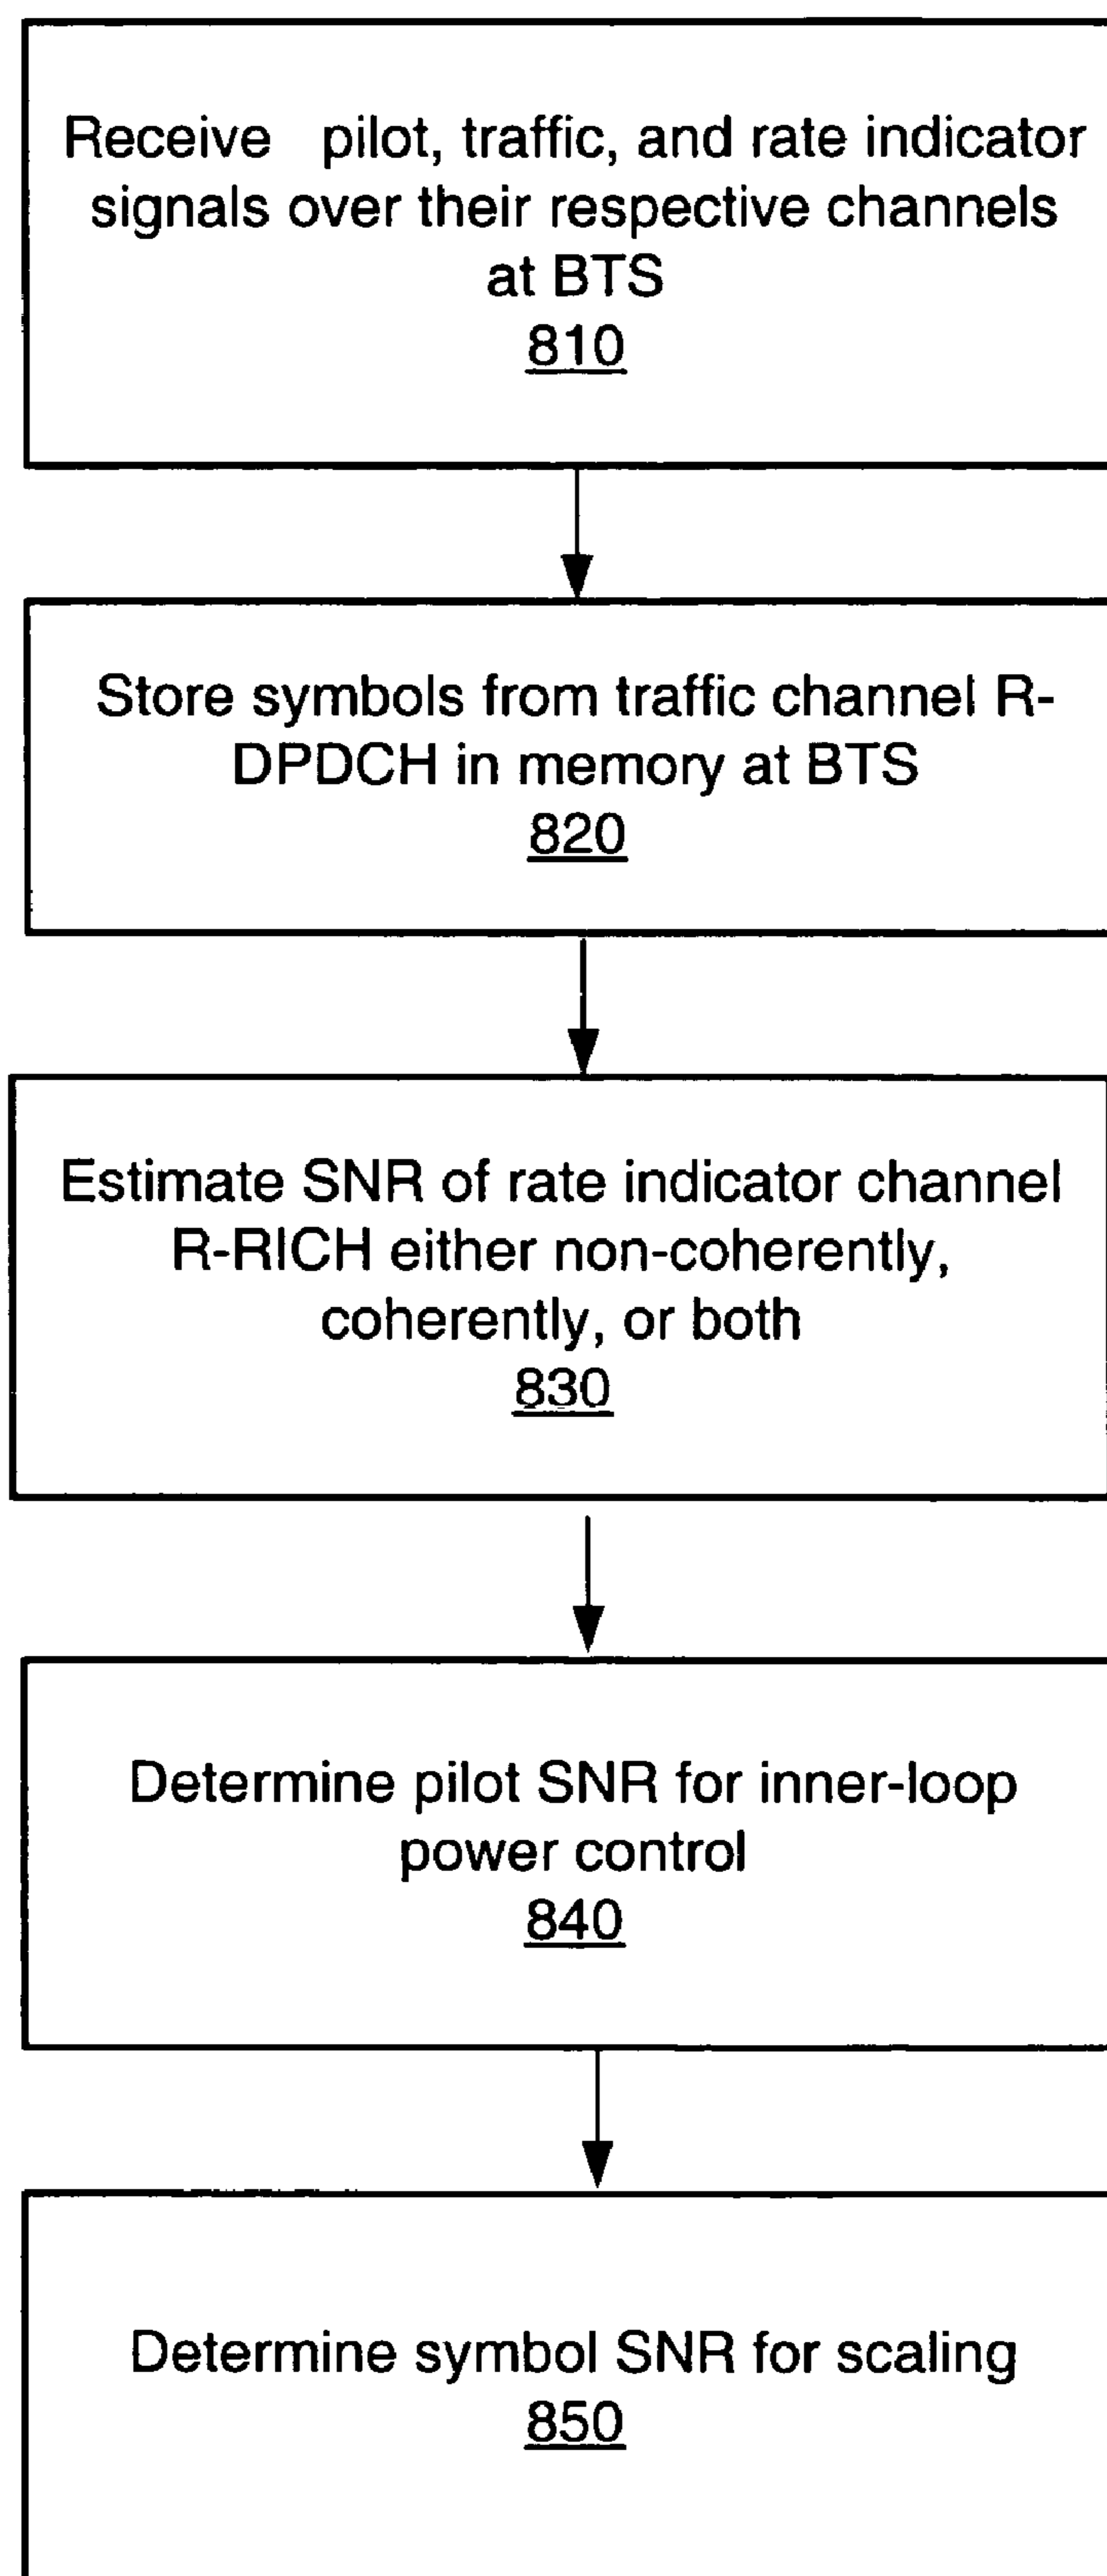 Receive pilot, traffic, and rate indicator
signals over their respective channels
at BTS
810
Store symbols from traffic channel R-
DPDCH in memory at BTS
820
Estimate SNR of rate indicator channel
R-RICH either non-coherently,
coherently, or both
830
Determine pilot SNR for inner-loop
power control
840
Determine symbol SNR for scaling
850